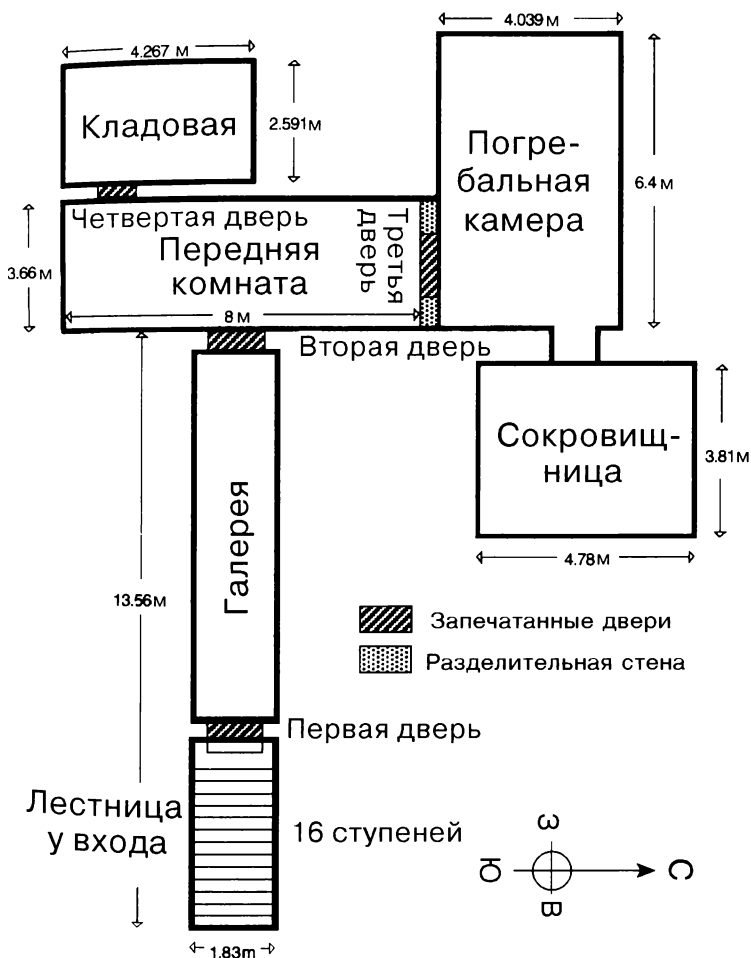 4.267 м
4.039 м
Кладовая
2.591м
Погре-
бальная
камера
6.4 м
Четвертая дверь
Третья
дверь
Передняя
комната
3.66м
8 м
Вторая дверь
Сокровищ-
ница
3.81м
4.78м
Галерея
13.56м
Запечатанные двери
Разделительная стена
Первая дверь
Лестница
у входа
16 ступеней
З
Ю
С
В
1.83m